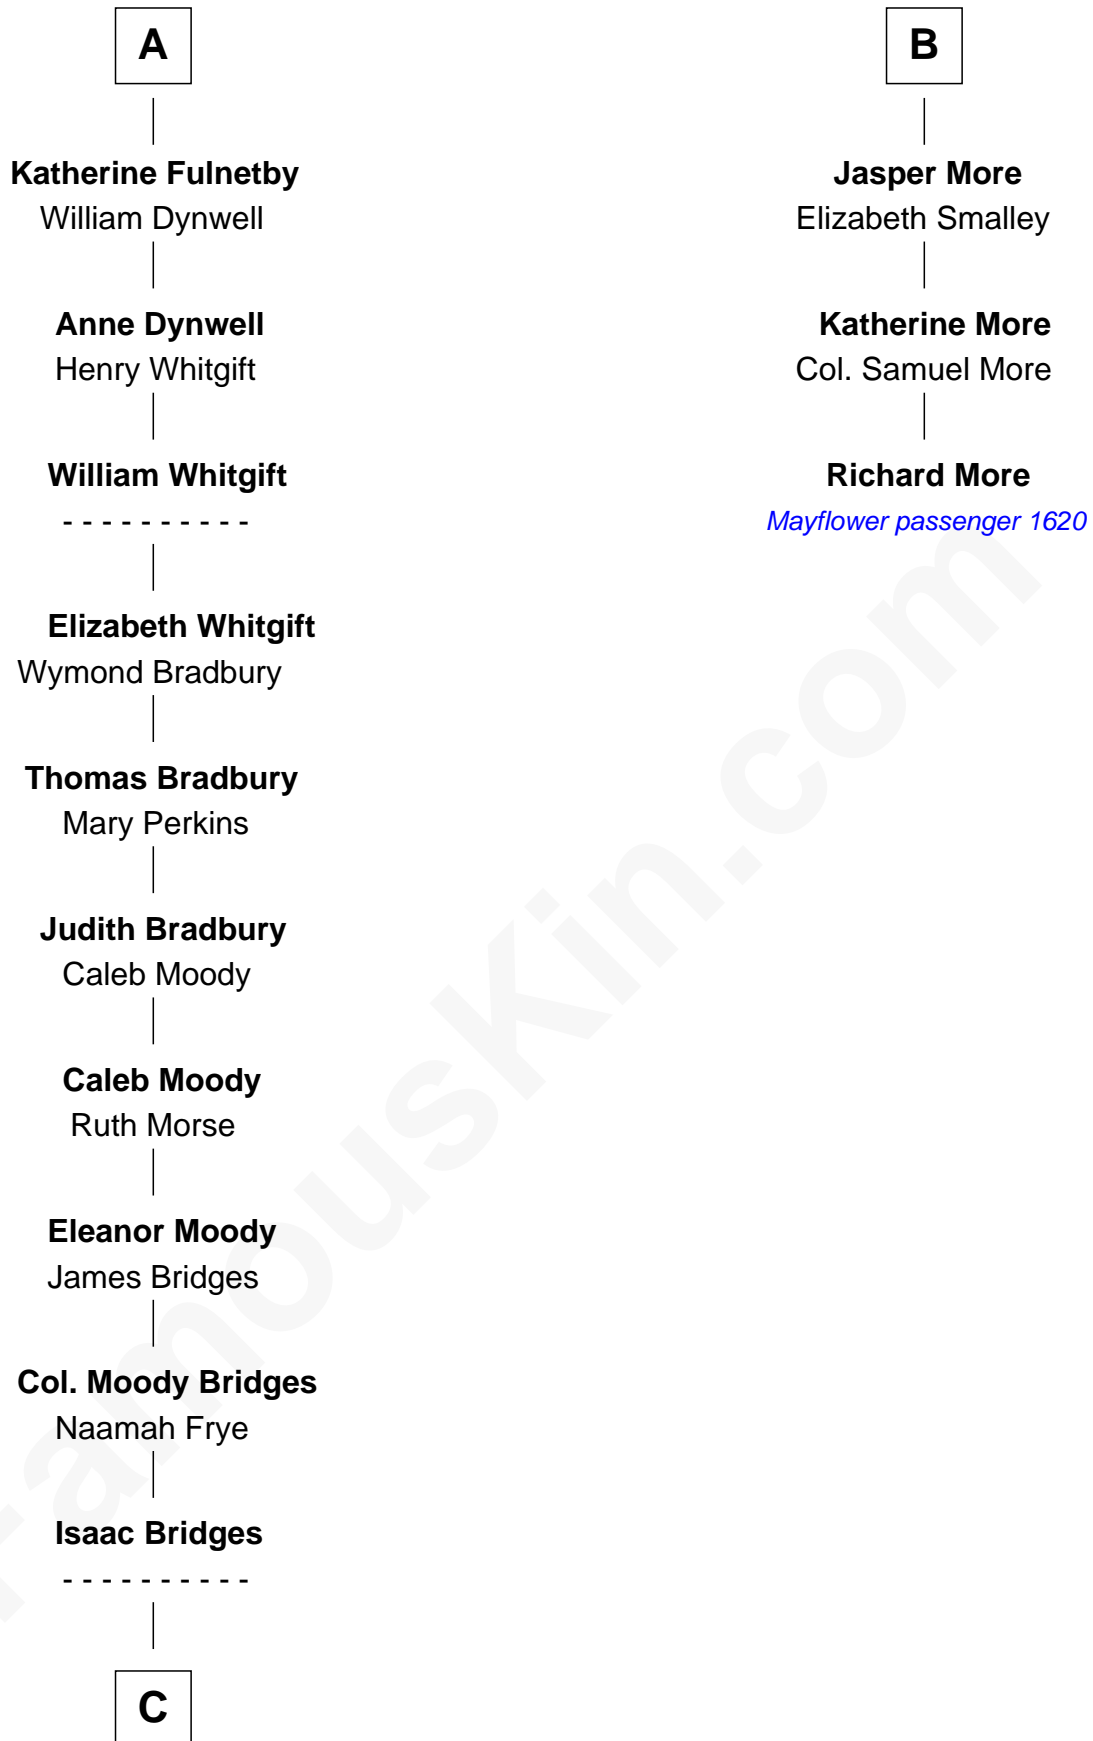 A
Katherine Fulnetby
William Dynwell
Anne Dynwell
Henry Whitgift
William Whitgift
- - - - - - - - - -
Elizabeth Whitgift
Wymond Bradbury
Thomas Bradbury
Mary Perkins
Judith Bradbury
Caleb Moody
Caleb Moody
Ruth Morse
Eleanor Moody
James Bridges
Col. Moody Bridges
Naamah Frye
Isaac Bridges
- - - - - - - - - -
C
B
Jasper More
Elizabeth Smalley
Katherine More
Col. Samuel More
Richard More
Mayflower passenger 1620
FamousKin.com